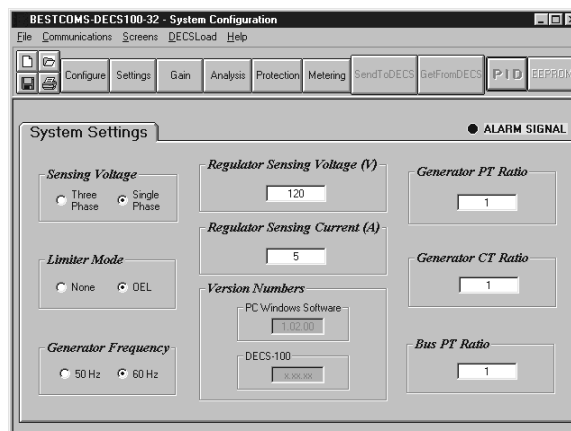 BESTCOMS-DECS100-32 - System Configuration
File Communications Screens DECSLoad Help
Configure Settings Gain Analysis Protection Metering SendToDECS GetFromDECS PID EEPROM
System Settings
ALARM SIGNAL
Sensing Voltage
Three Phase
Single Phase
Limiter Mode
None OEL
Generator Frequency
50 Hz 60 Hz
Regulator Sensing Voltage (V)
120
Regulator Sensing Current (A)
5
Version Numbers
PC Windows Software
1.02.00
DECS-100
x.xx.xx
Generator PT Ratio
1
Generator CT Ratio
1
Bus PT Ratio
1